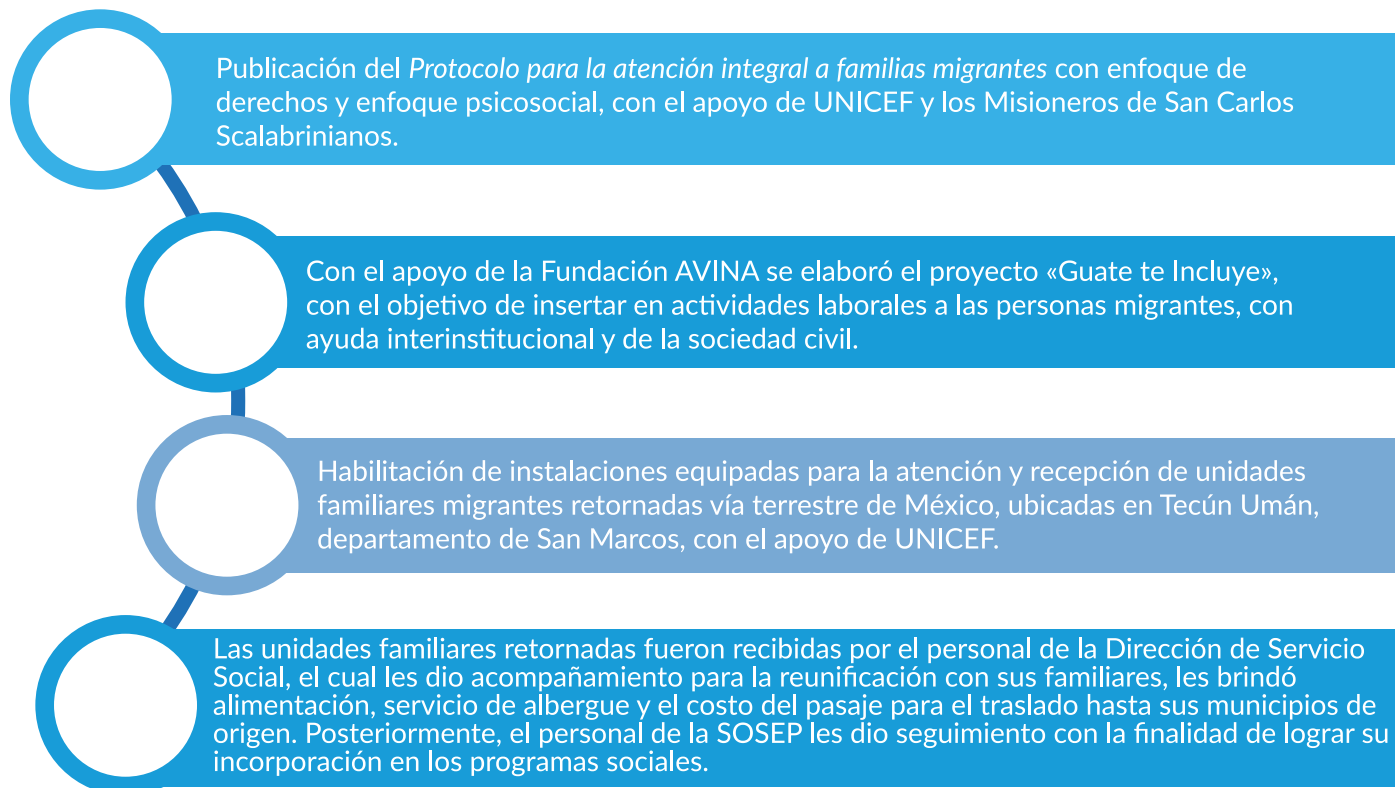 Publicación del Protocolo para la atención integral a familias migrantes con enfoque de
derechos y enfoque psicosocial, con el apoyo de UNICEF y los Misioneros de San Carlos
Scalabrinianos.
Con el apoyo de la Fundación AVINA se elaboró el proyecto «Guate te Incluye»,
con el objetivo de insertar en actividades laborales a las personas migrantes, con
ayuda interinstitucional y de la sociedad civil.
Habilitación de instalaciones equipadas para la atención y recepción de unidades
familiares migrantes retornadas vía terrestre de México, ubicadas en Tecún Umán,
departamento de San Marcos, con el apoyo de UNICEF.
Las unidades familiares retornadas fueron recibidas por el personal de la Dirección de Servicio
Social, el cual les dio acompañamiento para la reunificación con sus familiares, les brindó
alimentación, servicio de albergue y el costo del pasaje para el traslado hasta sus municipios de
origen. Posteriormente, el personal de la SOSEP les dio seguimiento con la finalidad de lograr su
incorporación en los programas sociales.